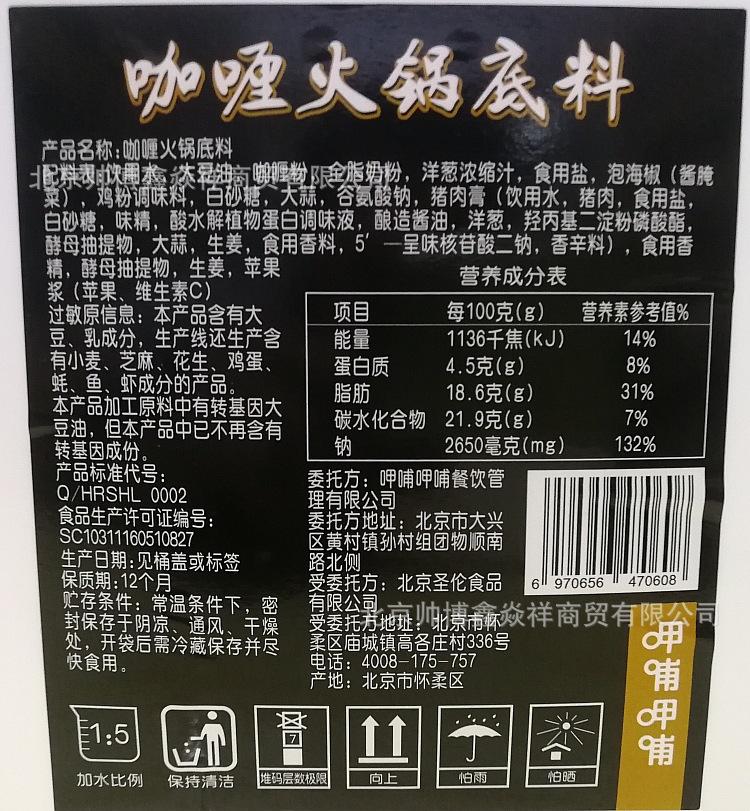 咖喱火锅底料
产品名称:咖喱火锅底料
配料表:饮用水、大豆油、咖喱粉、全脂奶粉，洋葱浓缩汁，食用盐，泡海椒（酱腌
菜），鸡粉调味料，白砂糖，大蒜，谷氨酸钠，猪肉膏（饮用水，猪肉，食用盐，
白砂糖，味精，酸水解植物蛋白调味液，酿造酱油，洋葱，羟丙基二淀粉磷酸酯，
酵母抽提物，大蒜，生姜，食用香料，5′—呈味核苷酸二钠，香辛料），食用香
精，酵母抽提物，生姜，苹果
浆（苹果、维生素C）
过敏原信息：本产品含有大
豆、乳成分，生产线还生产含
有小麦、芝麻、花生、鸡蛋、
蚝、鱼、虾成分的产品。
本产品加工原料中有转基因大
豆油，但本产品中已不再含有
转基因成份。
产品标准代号：
Q/HRSHL 0002
食品生产许可证编号：
SC10311160510827
生产日期:见桶盖或标签
保质期:12个月
贮存条件：常温条件下，密
封保存于阴凉、通风、干燥
处，开袋后需冷藏保存并尽
快食用。
营养成分表
项目 每100克(g) 营养素参考值%
能量 1136千焦(kJ) 14%
蛋白质 4.5克(g) 8%
脂肪 18.6克(g) 31%
碳水化合物 21.9克(g) 7%
钠 2650毫克(mg) 132%
委托方：呷哺呷哺餐饮管
理有限公司
委托方地址：北京市大兴
区黄村镇孙村组团物顺南
路北侧
受委托方：北京圣伦食品
有限公司
受委托方地址：北京市怀
柔区庙城镇高各庄村336号
电话：4008-175-757
产地：北京市怀柔区
6 970656 470608
北京帅博鑫焱祥商贸有限公司
北京帅博鑫焱祥商贸有限公司
呷哺呷哺
1:5
7
加水比例 保持清洁 堆码层数极限 向上 怕雨 怕晒